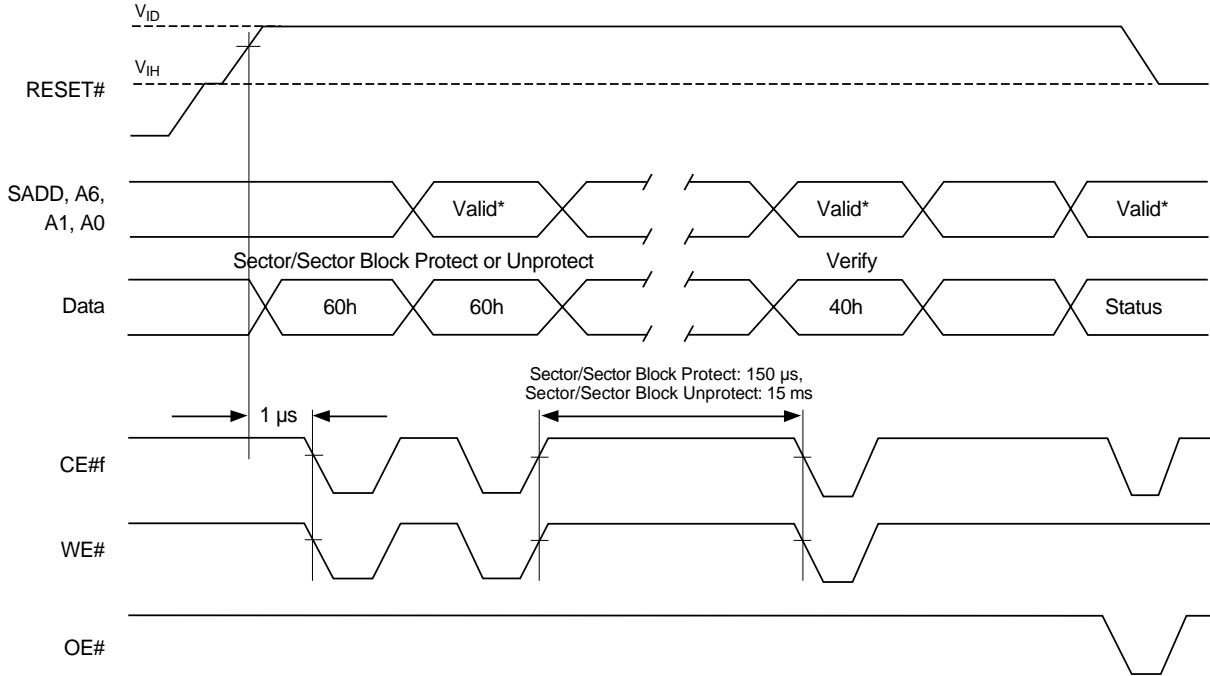 VID
VIH
RESET#
SADD, A6,
A1, A0
Valid*
Valid*
Valid*
Sector/Sector Block Protect or Unprotect
Verify
Data
60h
60h
40h
Status
Sector/Sector Block Protect: 150 µs,
Sector/Sector Block Unprotect: 15 ms
1 µs
CE#f
WE#
OE#